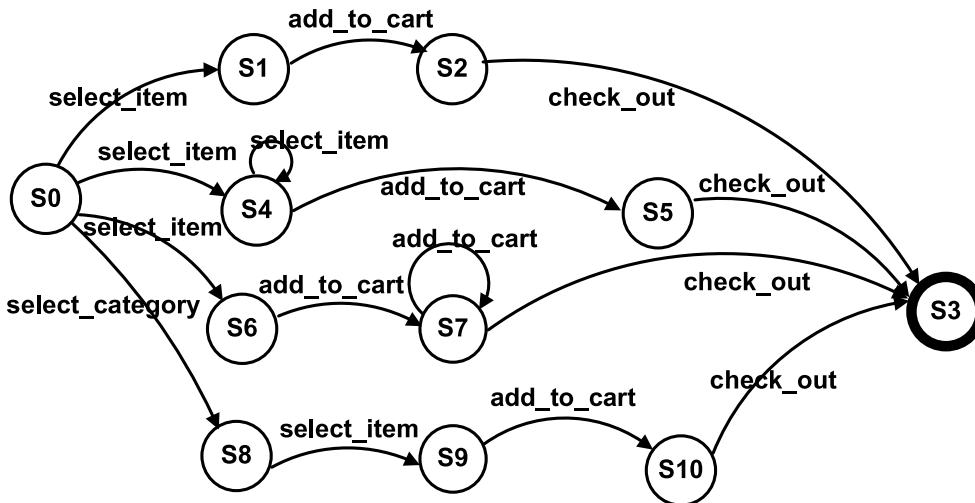 add_to_cart
S1
S2
select_item
check_out
select_item
select_item
S0
S4
add_to_cart
S5
check_out
select_item
add_to_cart
select_category
add_to_cart
check_out
S6
S7
S3
add_to_cart
check_out
S8
select_item
S9
S10